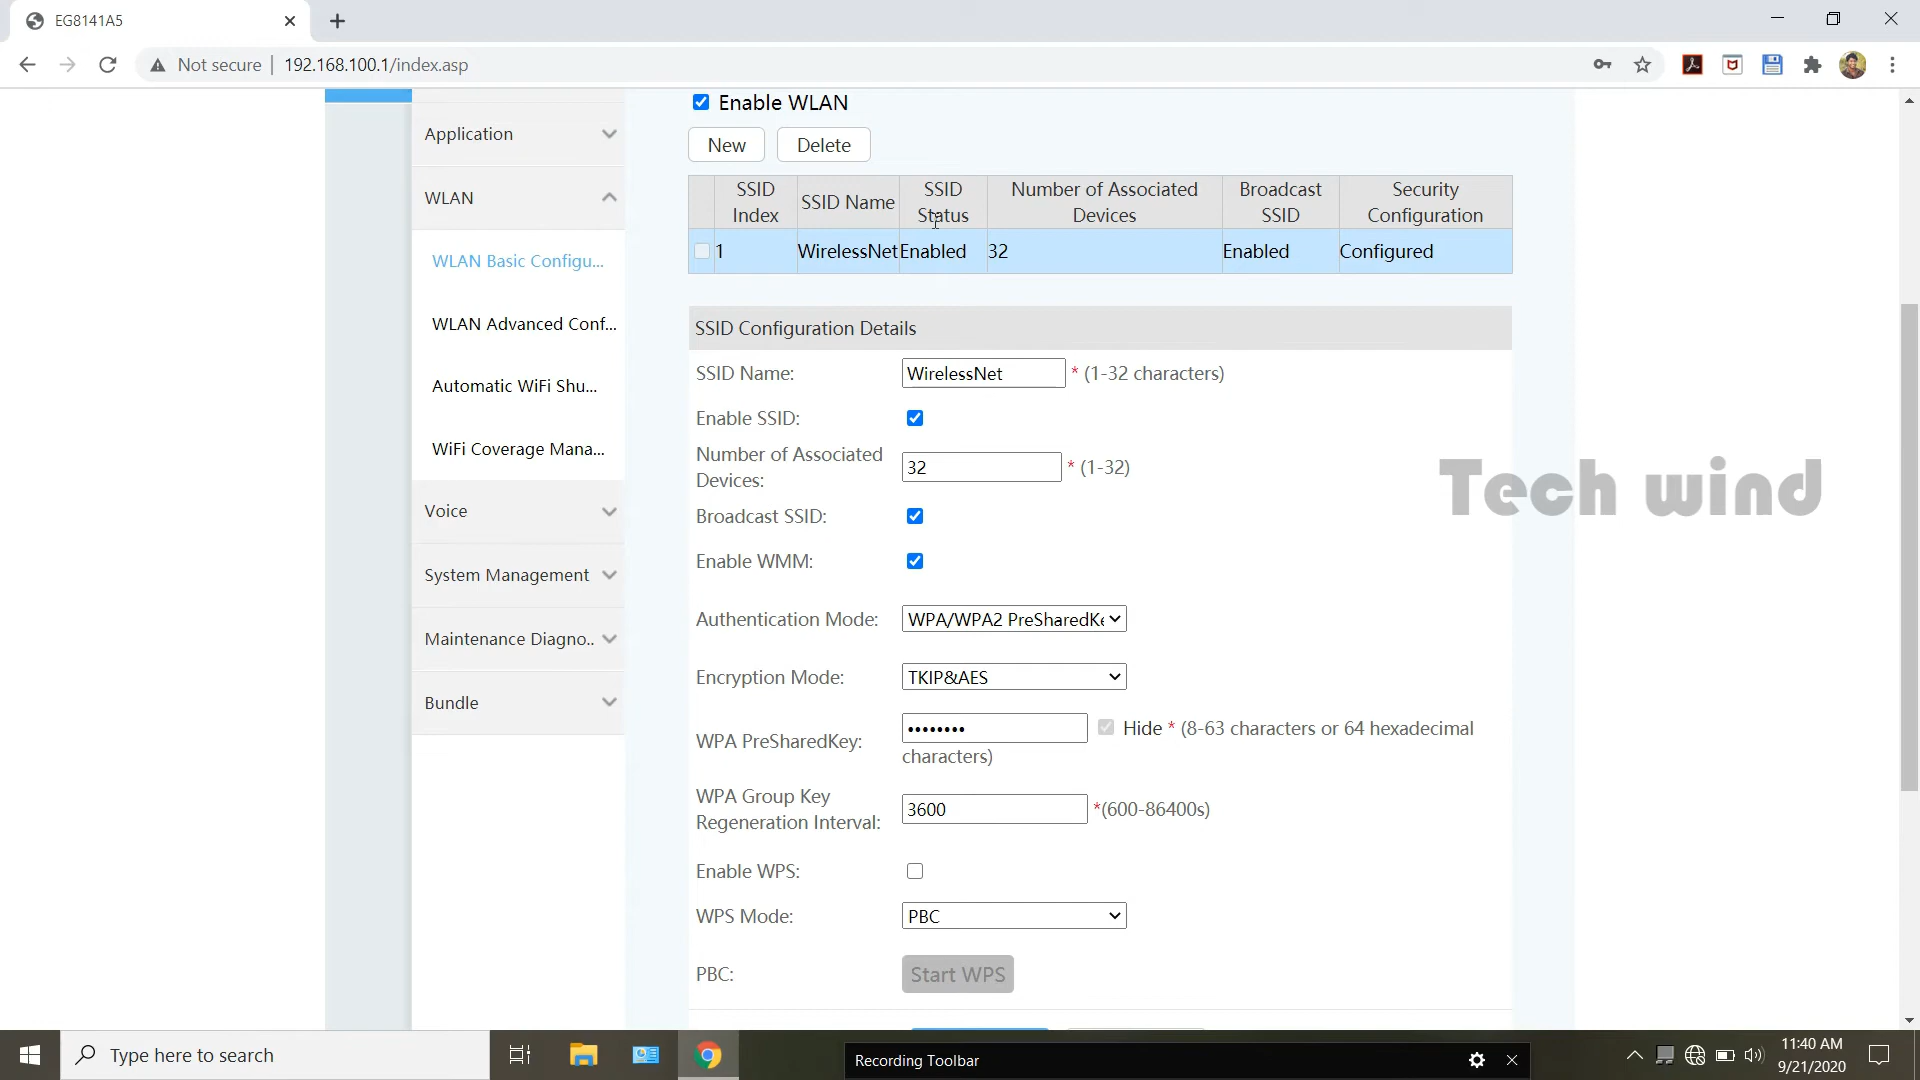 EG8141A5
Not secure
192.168.100.1/index.asp
Enable WLAN
New
Delete
SSID Index
SSID Name
SSID Status
Number of Associated Devices
Broadcast SSID
Security Configuration
1
WirelessNet
Enabled
32
Enabled
Configured
Application
WLAN
WLAN Basic Configu...
WLAN Advanced Conf...
Automatic WiFi Shu...
WiFi Coverage Mana...
Voice
System Management
Maintenance Diagno..
Bundle
SSID Configuration Details
SSID Name:
WirelessNet
* (1-32 characters)
Enable SSID:
Number of Associated
Devices:
32
* (1-32)
Broadcast SSID:
Enable WMM:
Authentication Mode:
WPA/WPA2 PreSharedKe
Encryption Mode:
TKIP&AES
WPA PreSharedKey:
••••••••
Hide * (8-63 characters or 64 hexadecimal
characters)
WPA Group Key
Regeneration Interval:
3600
*(600-86400s)
Enable WPS:
WPS Mode:
PBC
PBC:
Start WPS
Tech wind
Type here to search
Recording Toolbar
11:40 AM
9/21/2020